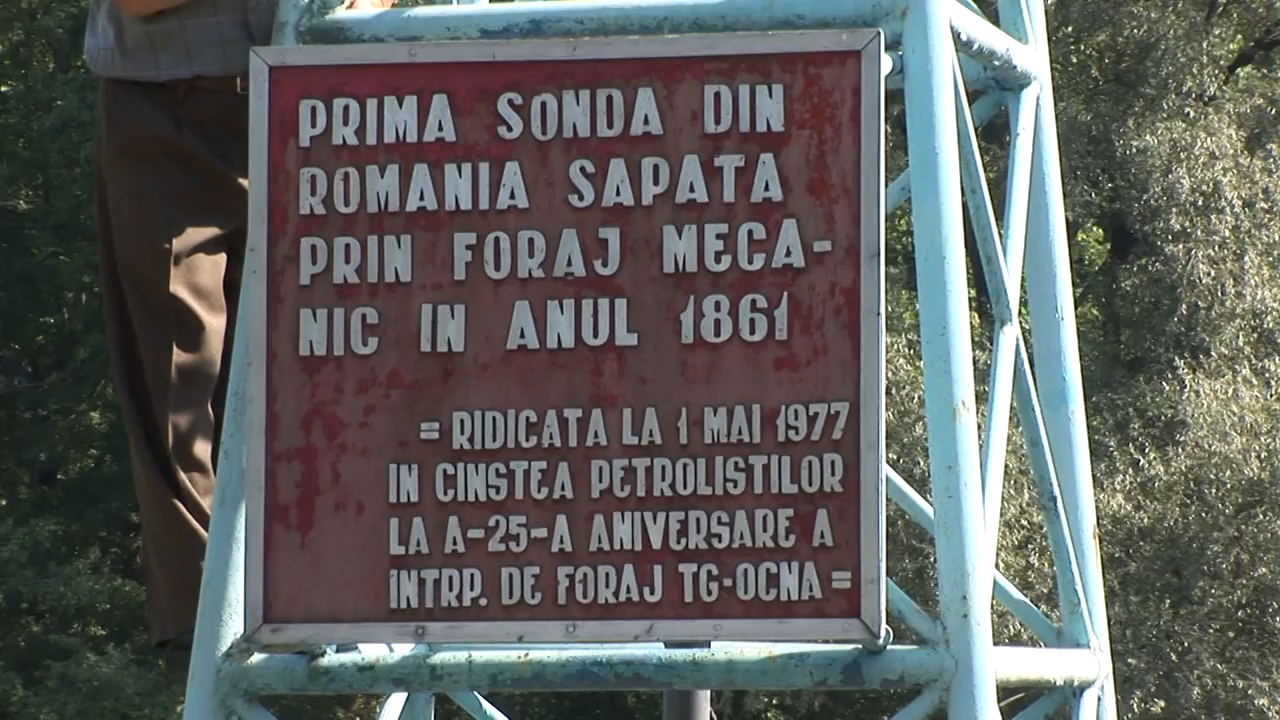 PRIMA SONDA DIN
ROMANIA SAPATA
PRIN FORAJ MECA-
NIC IN ANUL 1861
= RIDICATA LA 1 MAI 1977
IN CINSTEA PETROLISTILOR
LA A-25-A ANIVERSARE A
INTRP. DE FORAJ TG-OCNA =